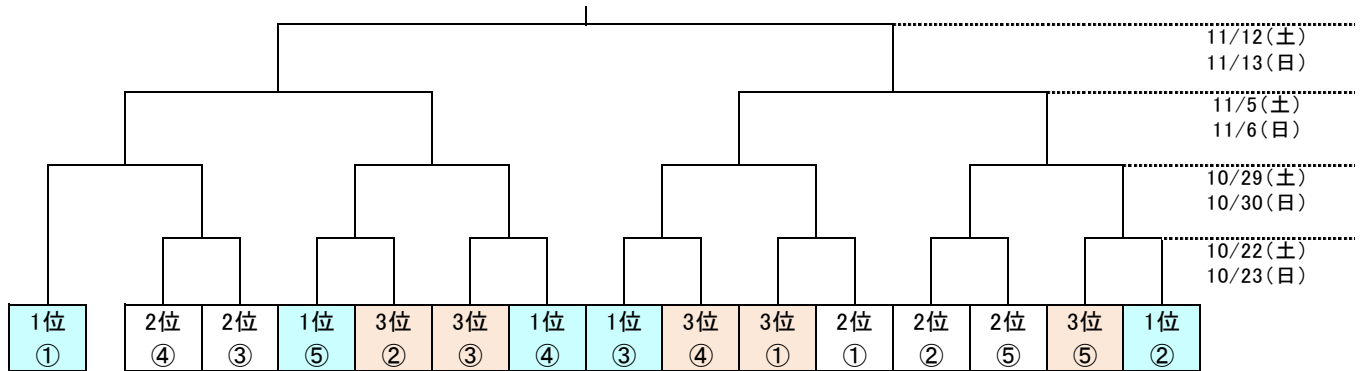 11/12(土)
11/13(日)
11/5(土)
11/6(日)
10/29(土)
10/30(日)
10/22(土)
10/23(日)
1位 2位 2位 1位 3位 3位 1位 1位 3位 3位 2位 2位 2位 3位 1位
① ④ ③ ⑤ ② ③ ④ ③ ④ ① ① ② ⑤ ⑤ ②